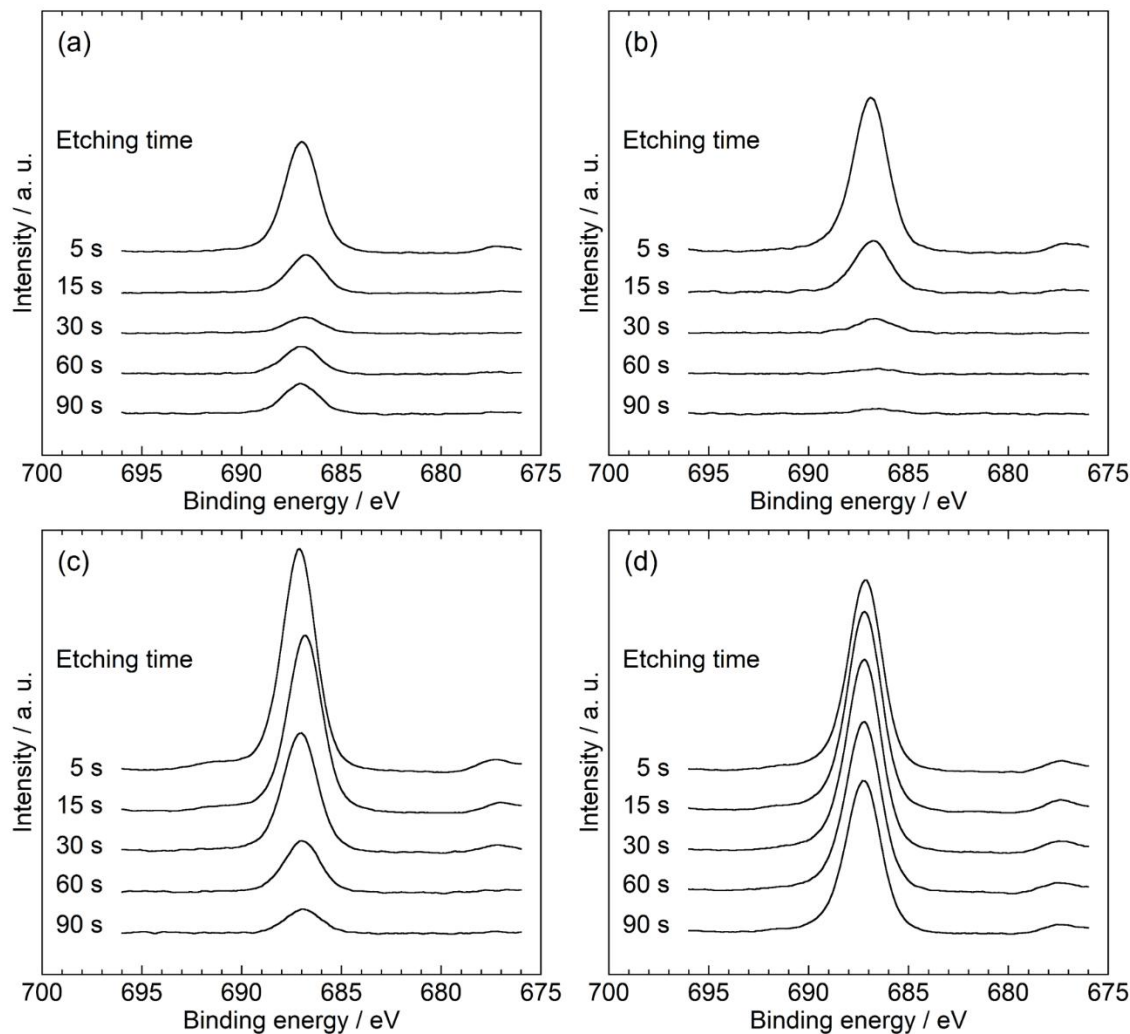 (a)
Etching time
5 s
15 s
30 s
60 s
90 s
Intensity / a. u.
700 695 690 685 680 675
Binding energy / eV
(b)
Etching time
5 s
15 s
30 s
60 s
90 s
Intensity / a. u.
700 695 690 685 680 675
Binding energy / eV
(c)
Etching time
5 s
15 s
30 s
60 s
90 s
Intensity / a. u.
700 695 690 685 680 675
Binding energy / eV
(d)
Etching time
5 s
15 s
30 s
60 s
90 s
Intensity / a. u.
700 695 690 685 680 675
Binding energy / eV